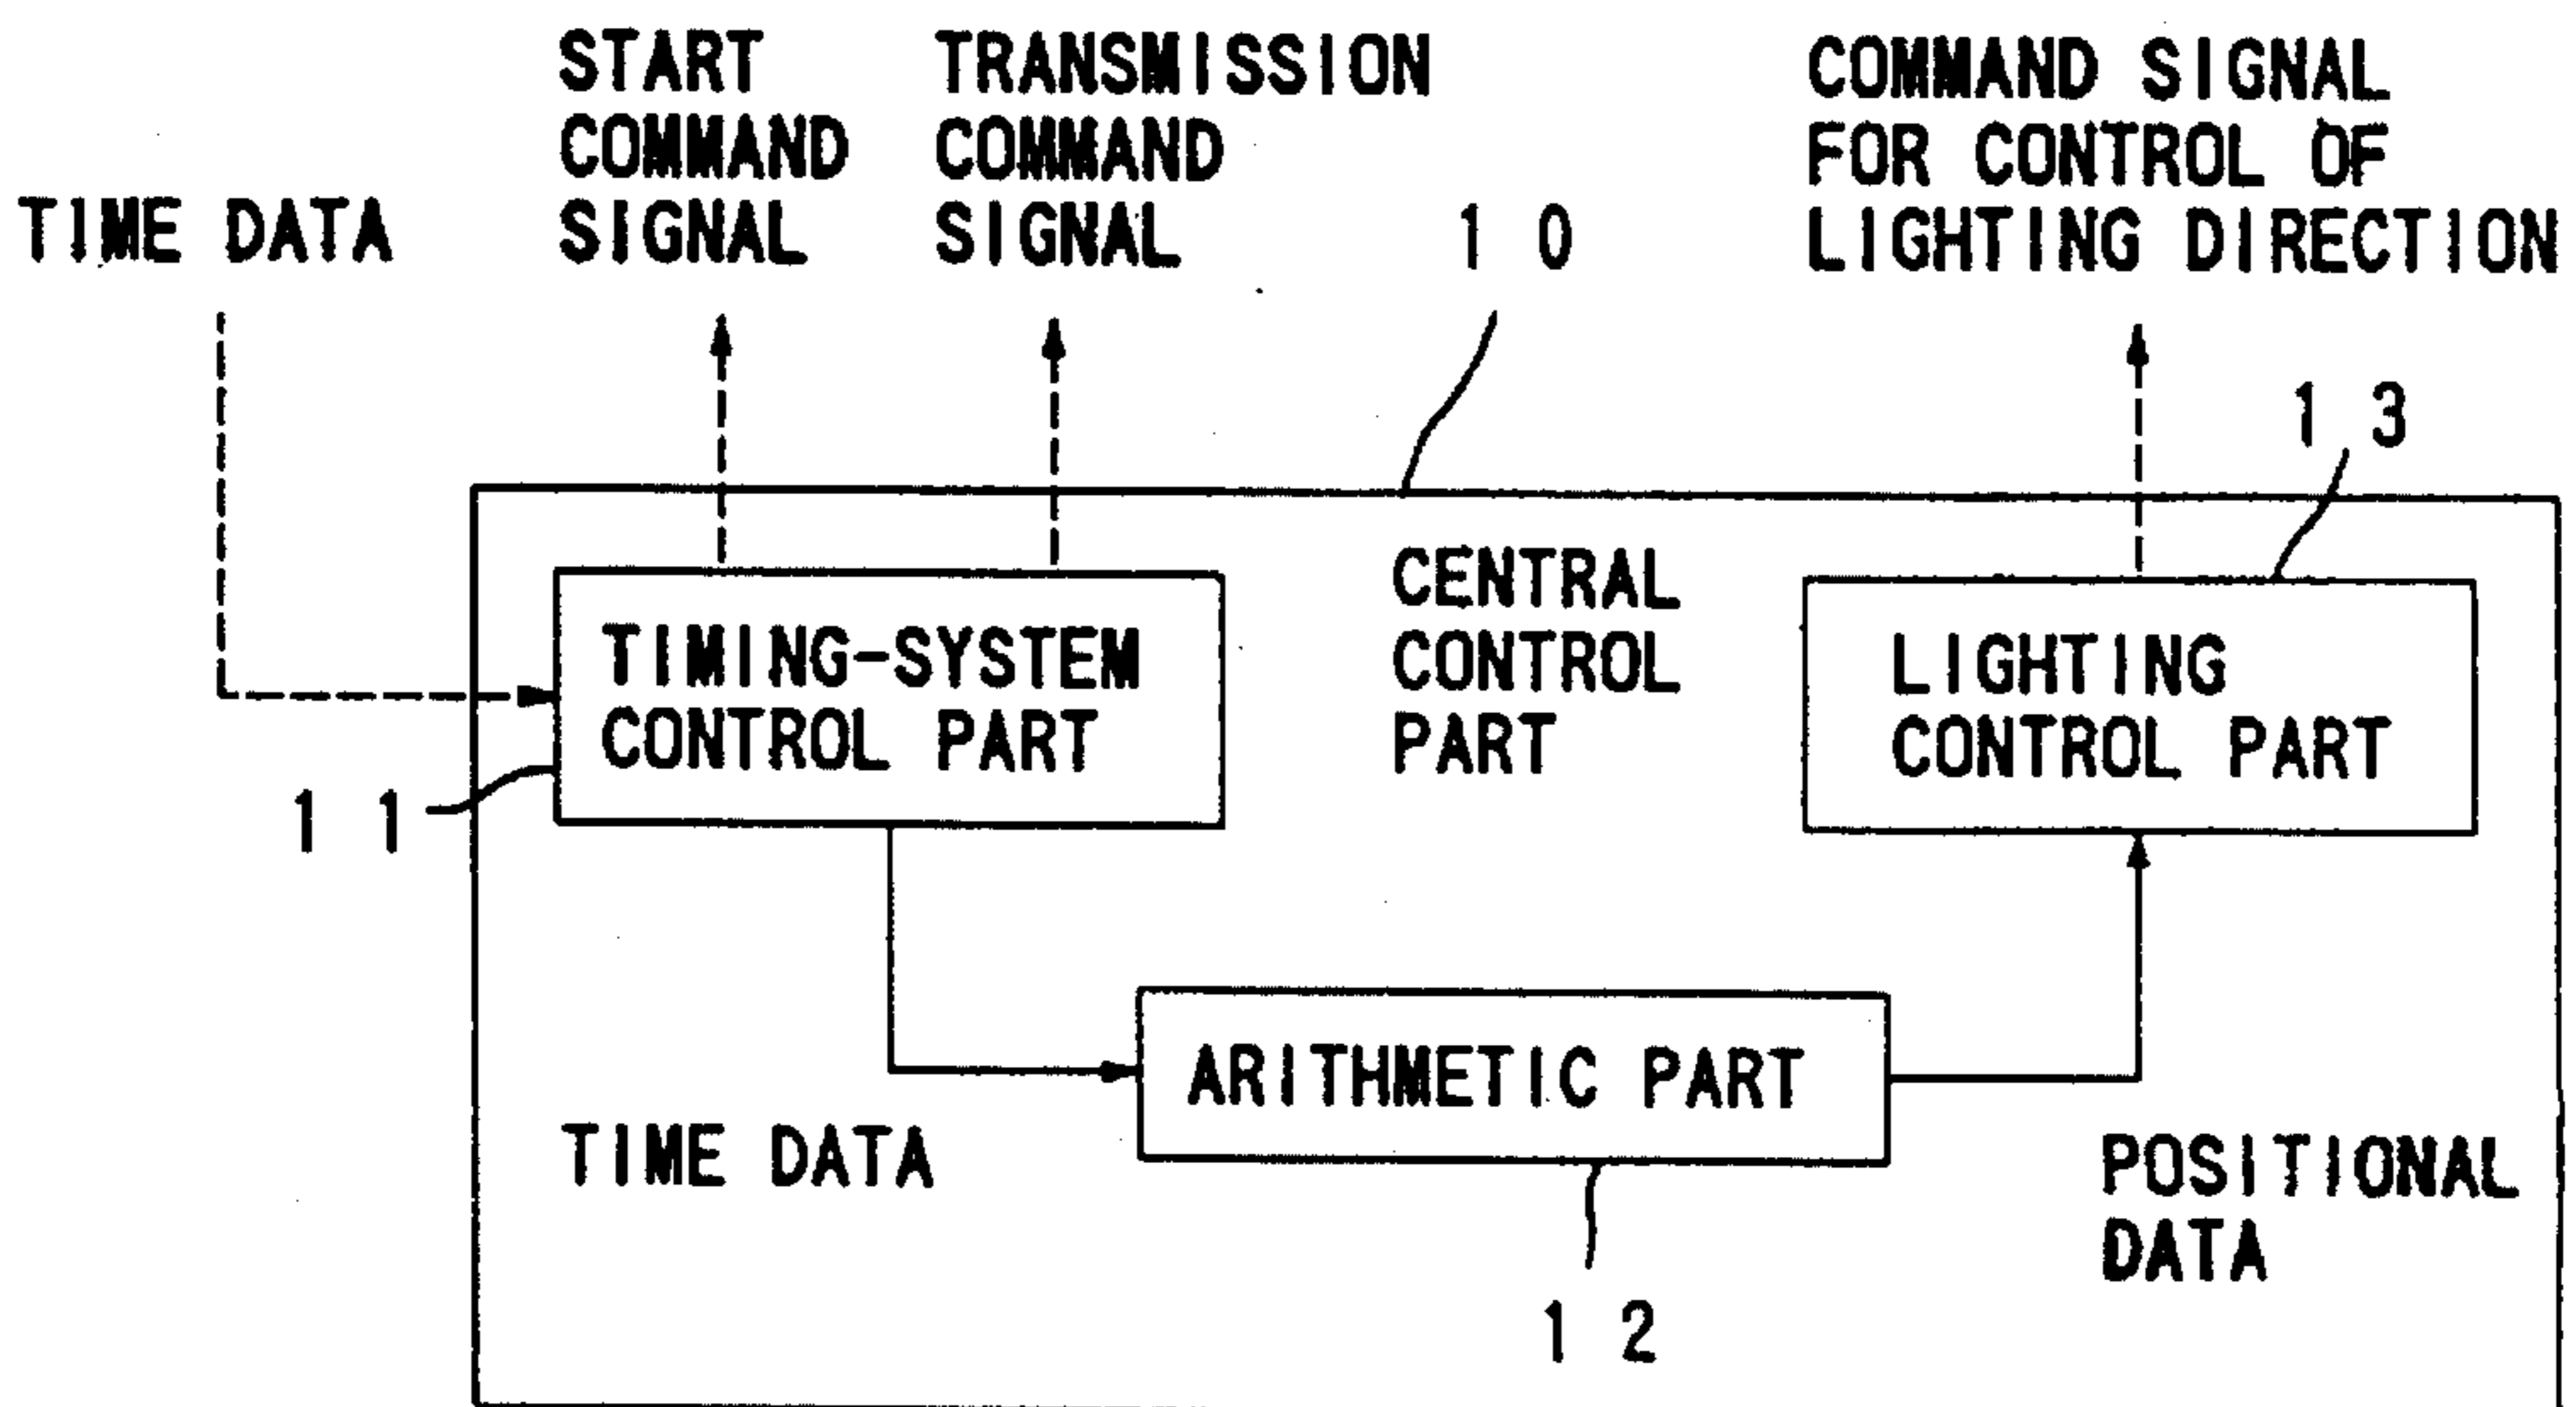 START
COMMAND
SIGNAL
TRANSMISSION
COMMAND
SIGNAL
COMMAND SIGNAL
FOR CONTROL OF
LIGHTING DIRECTION
TIME DATA
10
13
CENTRAL
CONTROL
PART
TIMING-SYSTEM
CONTROL PART
LIGHTING
CONTROL PART
11
ARITHMETIC PART
TIME DATA
POSITIONAL
DATA
12